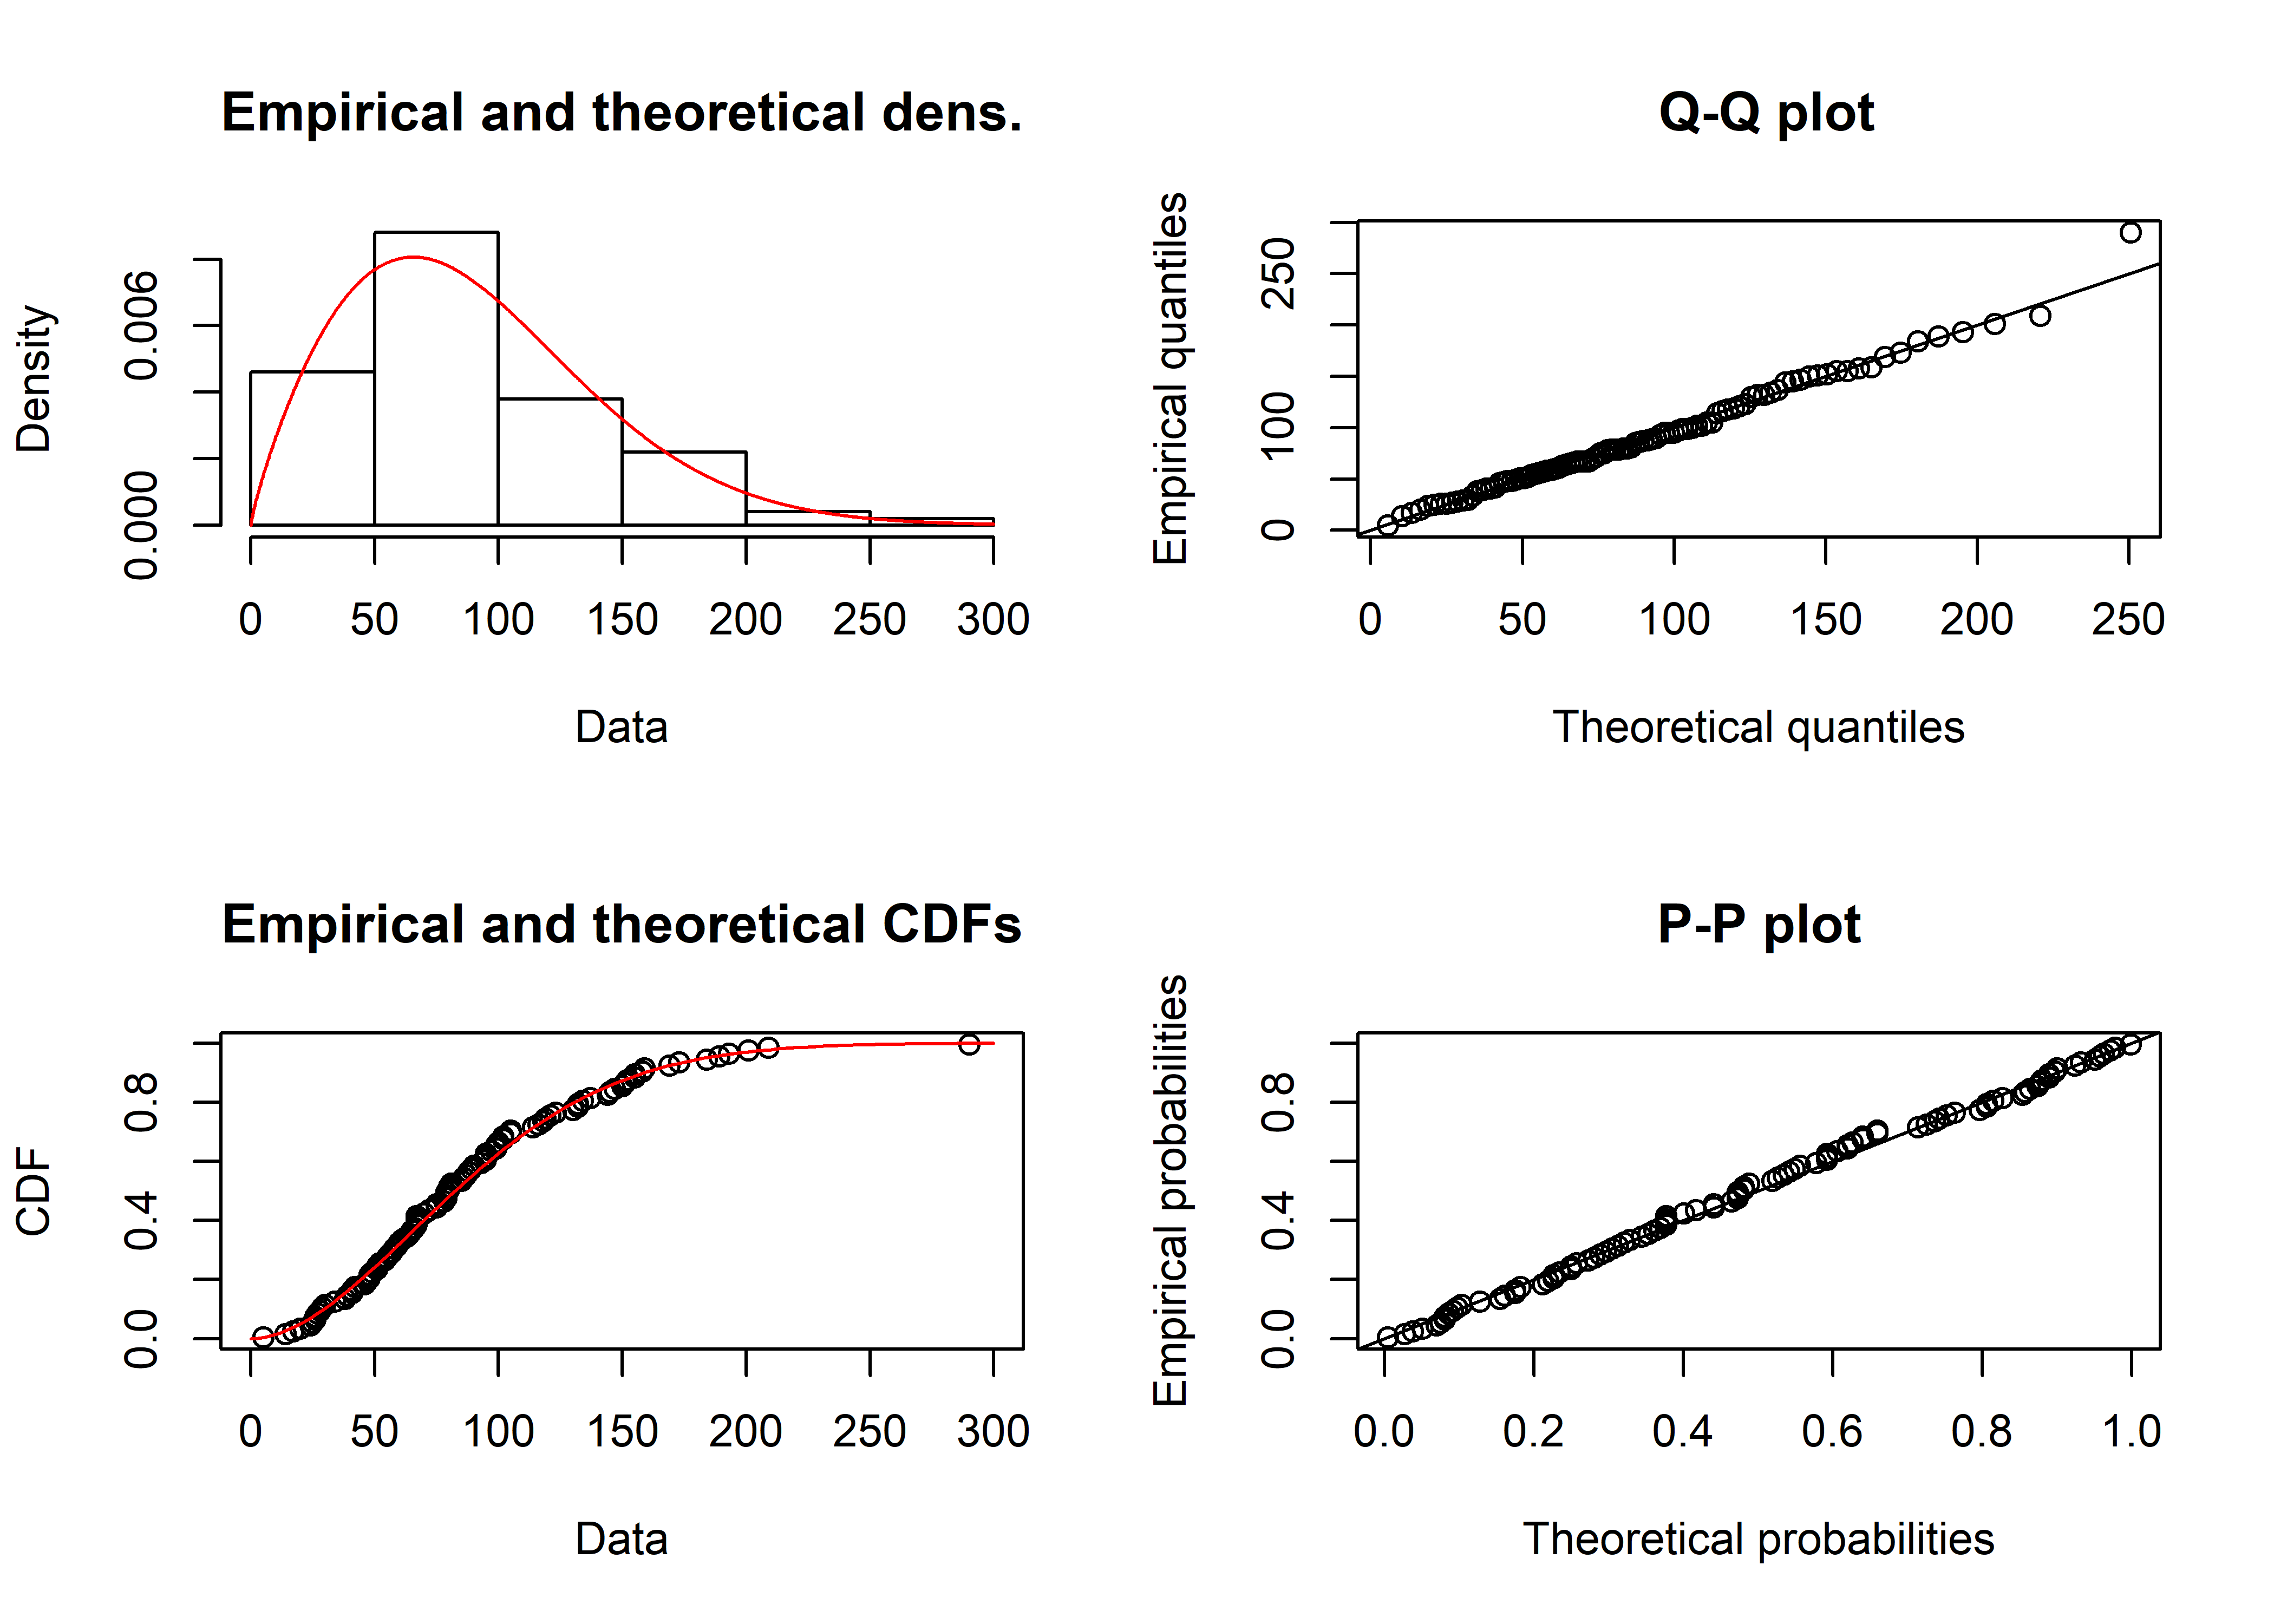 Empirical and theoretical dens.
Density
0.000 0.006
0 50 100 150 200 250 300
Data
Q-Q plot
Empirical quantiles
0 100 250
0 50 100 150 200 250
Theoretical quantiles
Empirical and theoretical CDFs
CDF
0.0 0.4 0.8
0 50 100 150 200 250 300
Data
P-P plot
Empirical probabilities
0.0 0.4 0.8
0.0 0.2 0.4 0.6 0.8 1.0
Theoretical probabilities